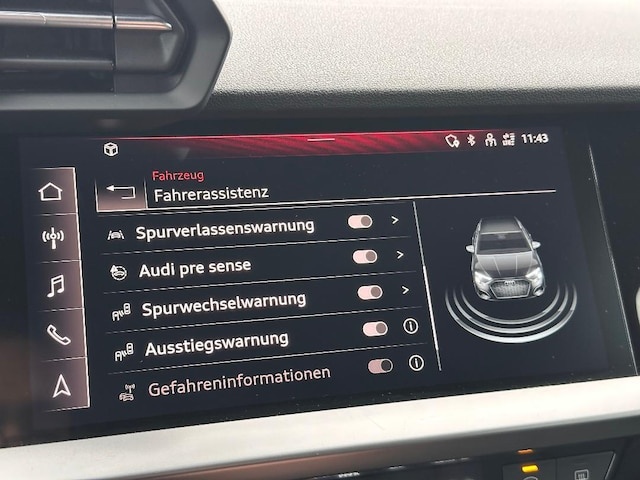 11:43
Fahrzeug
Fahrerassistenz
Spurverlassenswarnung
Audi pre sense
Spurwechselwarnung
Ausstiegswarnung
Gefahreninformationen